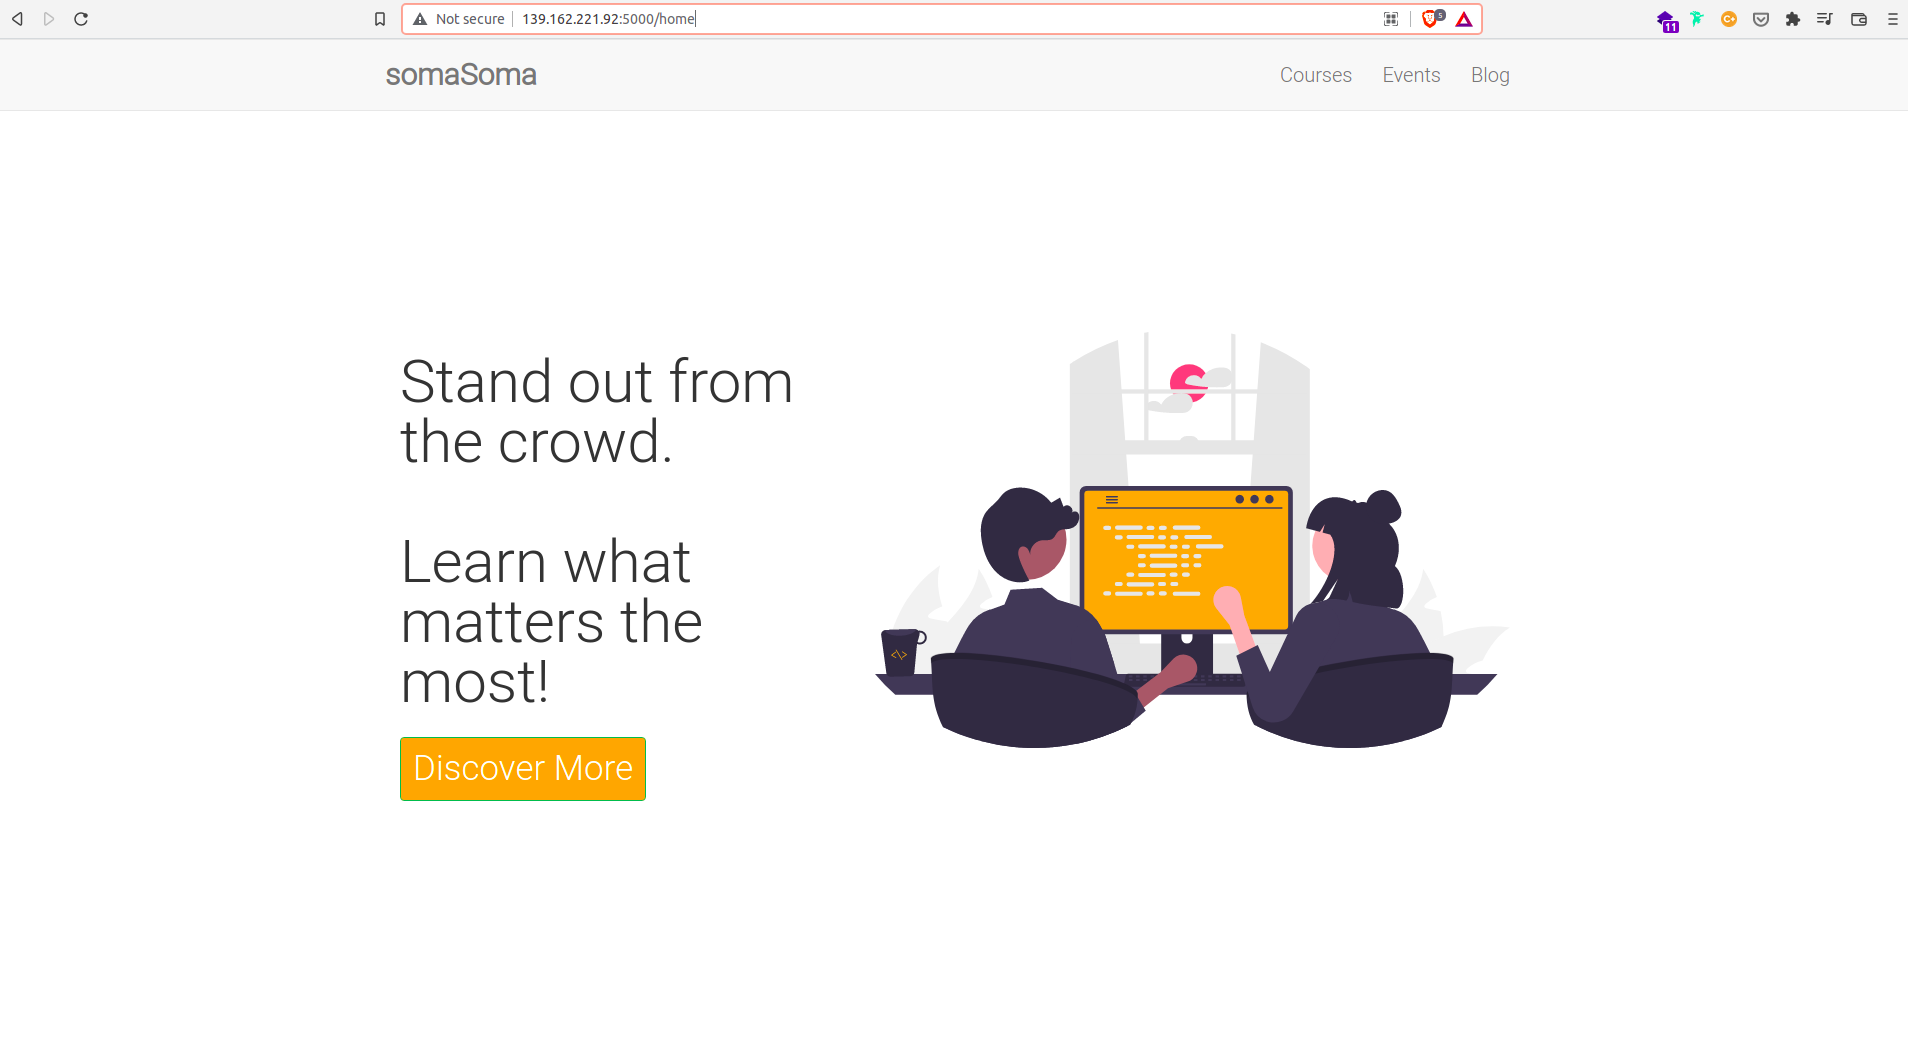 Not secure 139.162.221.92:5000/home 5 C+ 11
somaSoma Courses Events Blog
Stand out from
the crowd.
Learn what
matters the
most!
<\>
Discover More